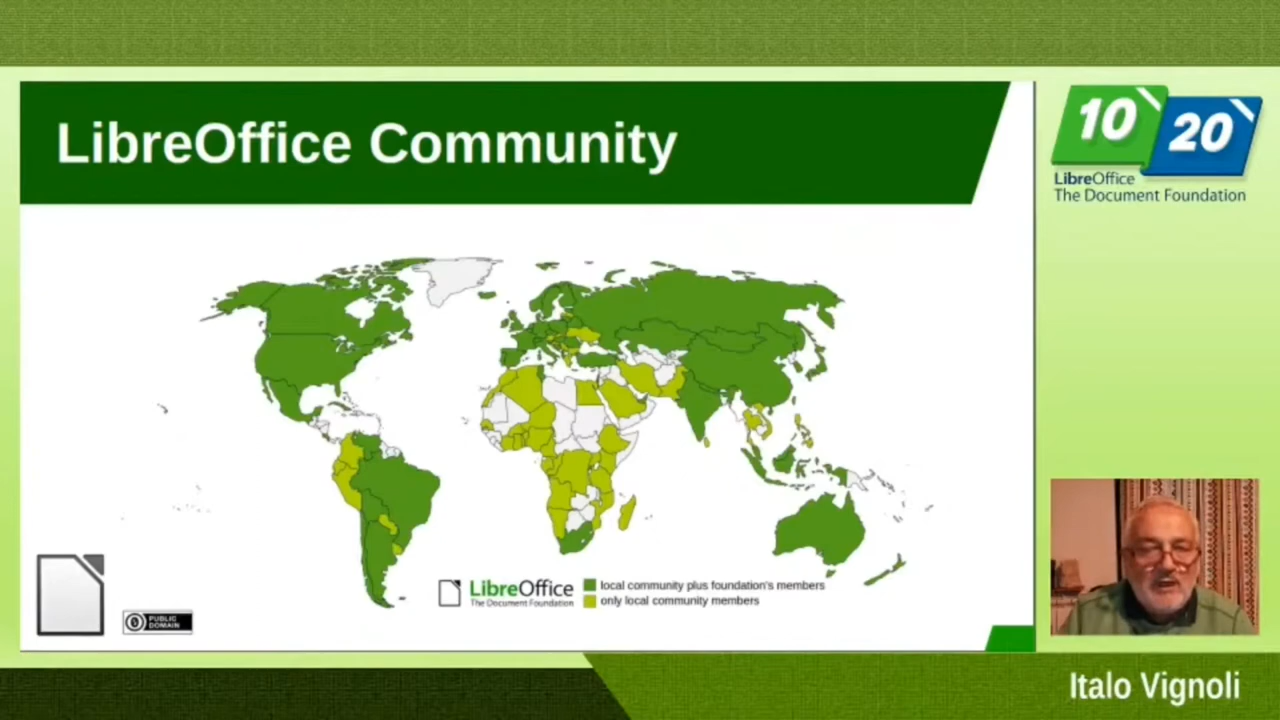 LibreOffice Community
10
20
LibreOffice
The Document Foundation
LibreOffice
The Document Foundation
local community plus foundation's members
only local community members
PUBLIC
DOMAIN
Italo Vignoli